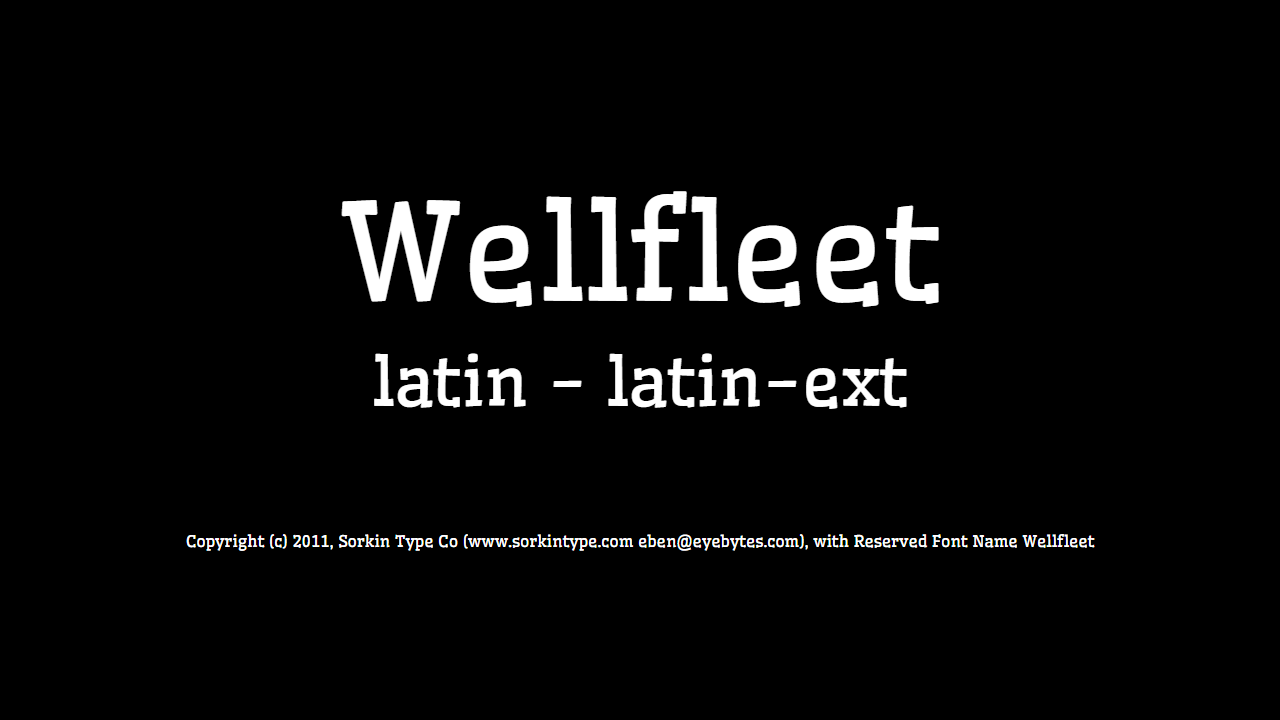 Wellfleet
latin - latin-ext
Copyright (c) 2011, Sorkin Type Co (www.sorkintype.com eben@eyebytes.com), with Reserved Font Name Wellfleet